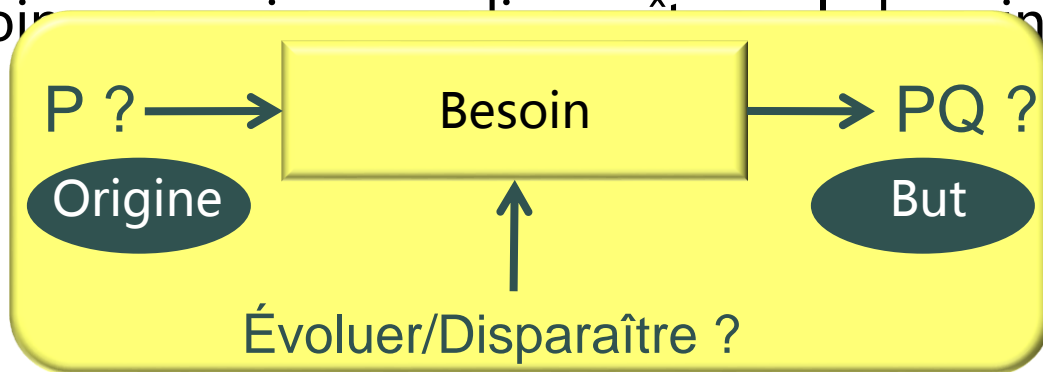 P ? Besoin PQ ?
Origine But
Évoluer/Disparaître ?